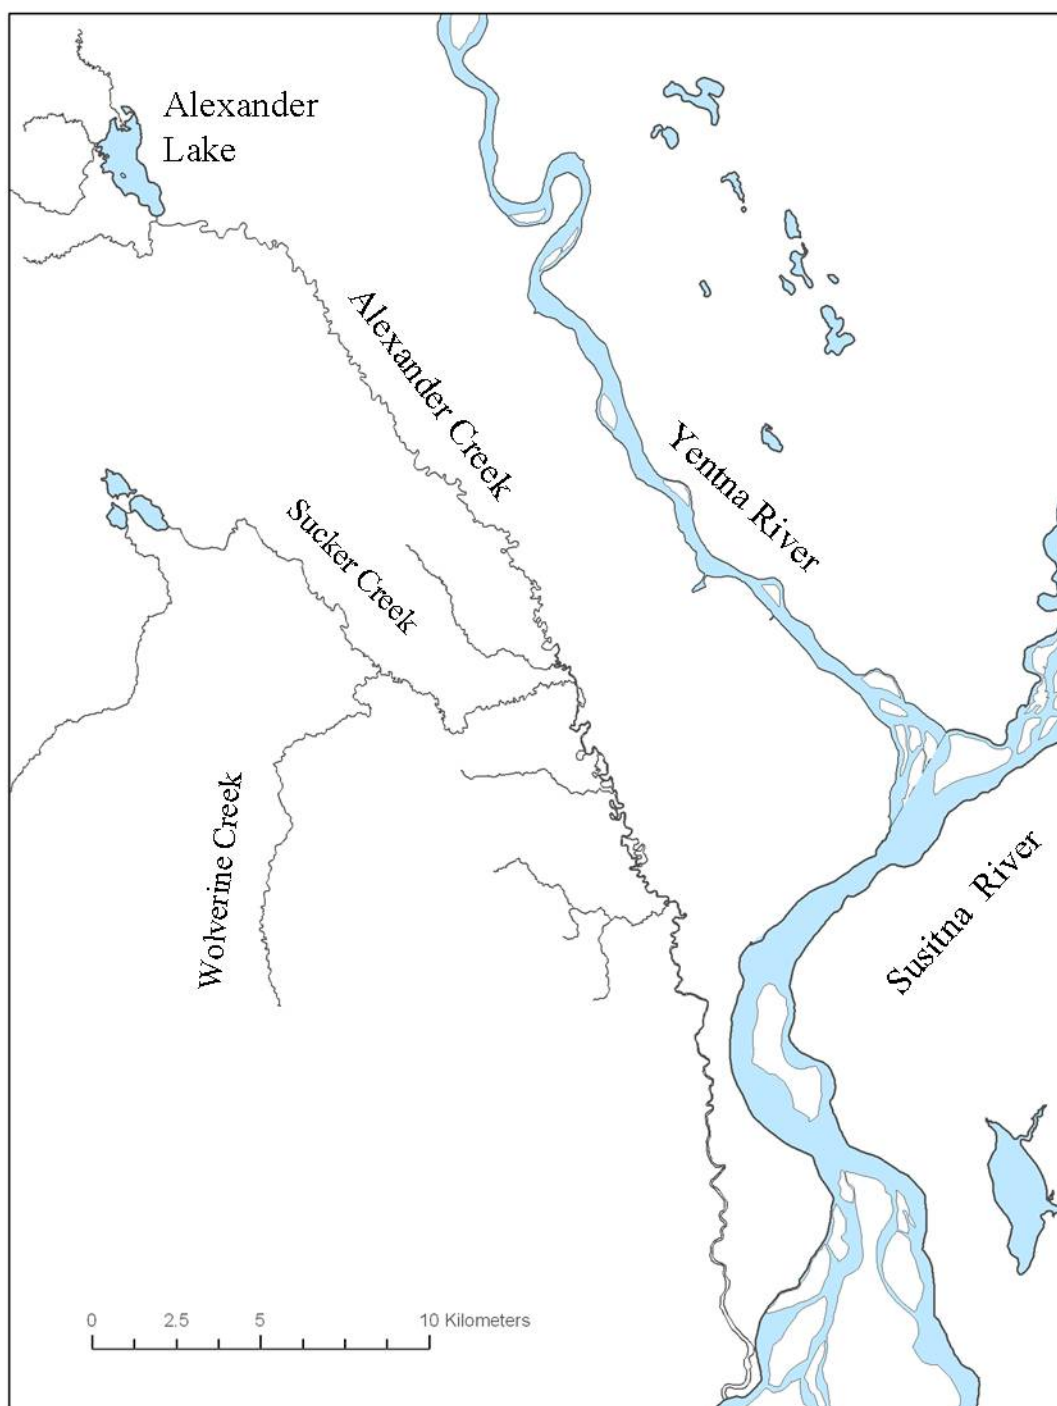 Alexander
Lake
Alexander Creek
Yentna River
Sucker Creek
Wolverine Creek
Susitna River
0 2.5 5 10 Kilometers